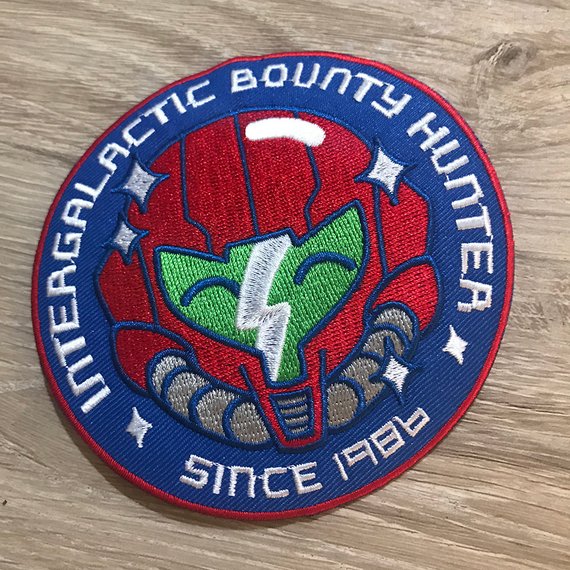 INTERGALACTIC BOUNTY HUNTER
SINCE 1986